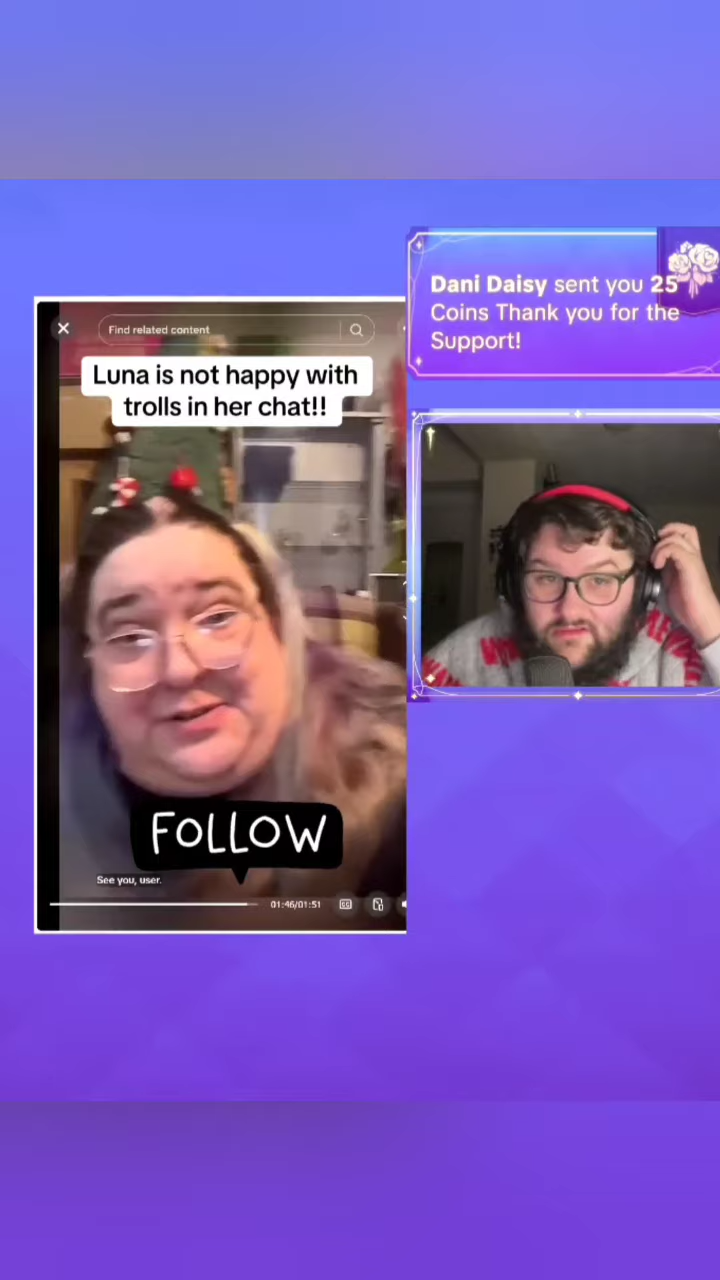 Dani Daisy sent you 25
Coins Thank you for the
Support!
Find related content
Luna is not happy with
trolls in her chat!!
FOLLOW
See you, user.
01:46/01:51